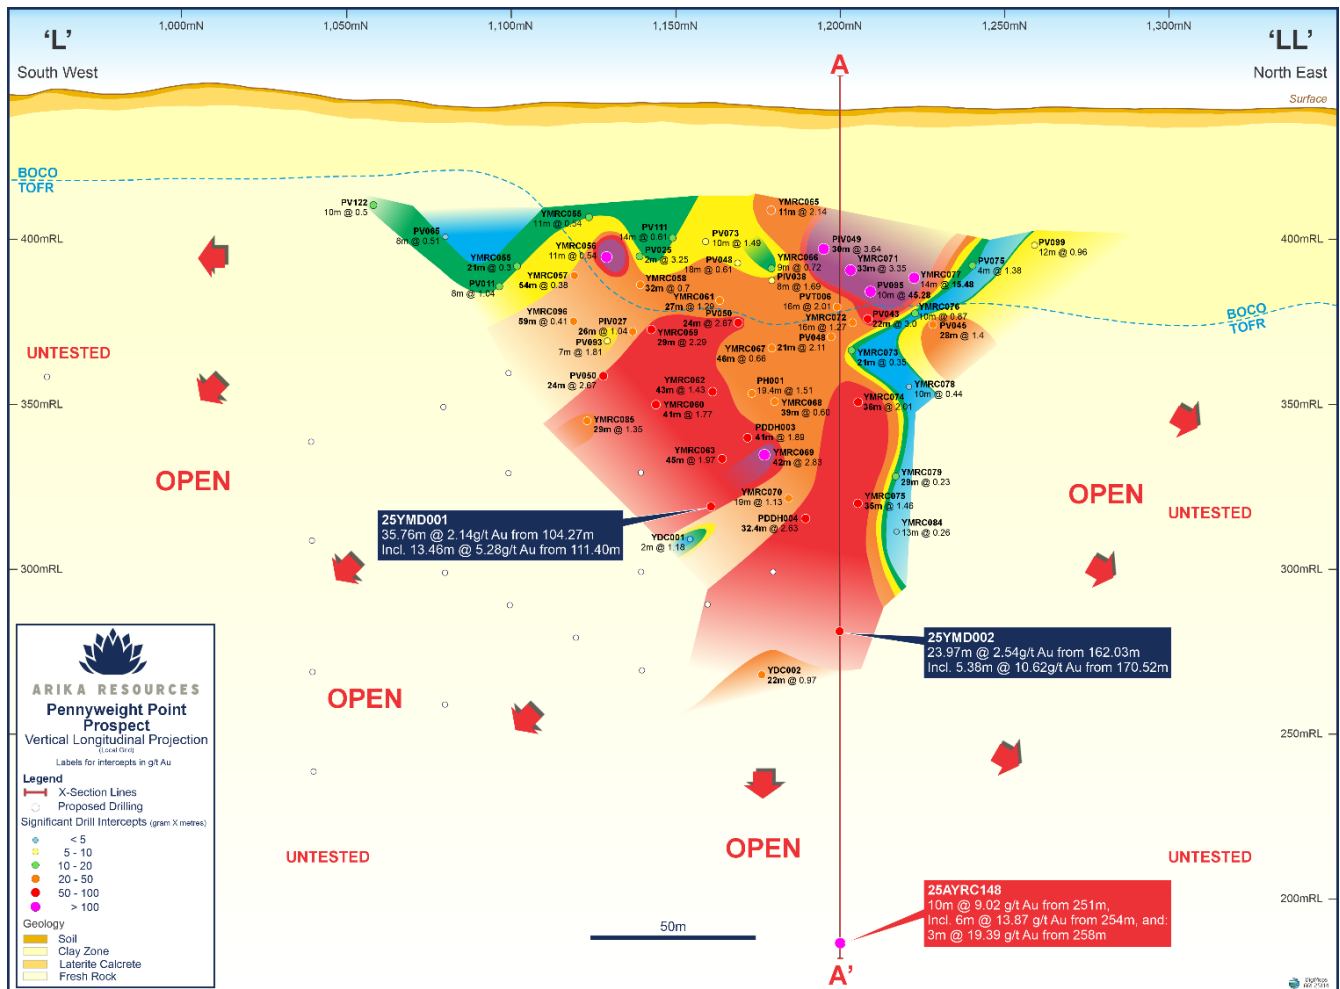 1,000mN
1,050mN
1,100mN
1,150mN
1,200mN
1,250mN
1,300mN
'L'
'LL'
South West
A
North East
Surface
BOCO
TOFR
PV122
10m @ 0.5
PV065
8m @ 0.51
YMRC055
11m @ 0.54
YMRC056
11m @ 0.54
YMRC055
21m @ 0.3
PV011
8m @ 1.04
YMRC057
64m @ 0.38
PV111
14m @ 0.61
PV025
2m @ 3.25
PV073
10m @ 1.49
PV048
18m @ 0.61
YMRC065
11m @ 2.14
YMRC066
9m @ 0.72
PIV038
8m @ 1.69
PIV049
30m @ 3.64
YMRC071
33m @ 3.35
YMRC077
14m @ 15.48
PV095
10m @ 45.28
PV075
4m @ 1.38
PV099
12m @ 0.96
400mRL
400mRL
YMRC058
32m @ 0.7
YMRC061
27m @ 1.29
PV050
24m @ 2.67
PVT006
16m @ 2.01
YMRC072
16m @ 1.27
PV043
22m @ 3.0
YMRC076
10m @ 0.87
PV046
28m @ 1.4
BOCO
TOFR
YMRC096
59m @ 0.41
PIV027
26m @ 1.04
PV093
7m @ 1.81
YMRC059
29m @ 2.29
YMRC067
46m @ 0.66
PV048
21m @ 2.11
YMRC073
21m @ 0.35
UNTESTED
PV050
24m @ 2.67
YMRC062
43m @ 1.43
YMRC060
41m @ 1.77
PH001
19.4m @ 1.51
YMRC068
39m @ 0.60
YMRC074
36m @ 2.01
YMRC078
10m @ 0.44
350mRL
350mRL
YMRC085
29m @ 1.35
PDDH003
41m @ 1.89
YMRC063
45m @ 1.97
YMRC069
42m @ 2.83
OPEN
OPEN
YMRC070
19m @ 1.13
PDDH004
32.4m @ 2.63
YMRC075
35m @ 1.46
YMRC079
29m @ 0.23
YMRC084
13m @ 0.26
UNTESTED
25YMD001
35.76m @ 2.14g/t Au from 104.27m
Incl. 13.46m @ 5.28g/t Au from 111.40m
YDC001
2m @ 1.18
300mRL
300mRL
25YMD002
23.97m @ 2.54g/t Au from 162.03m
Incl. 5.38m @ 10.62g/t Au from 170.52m
YDC002
22m @ 0.97
OPEN
250mRL
OPEN
UNTESTED
UNTESTED
200mRL
25AYRC148
10m @ 9.02 g/t Au from 251m,
Incl. 6m @ 13.87 g/t Au from 254m, and:
3m @ 19.39 g/t Au from 258m
50m
A'
ARIKA RESOURCES
Pennyweight Point
Prospect
Vertical Longitudinal Projection
(Local Grid)
Labels for intercepts in g/t Au
Legend
X-Section Lines
Proposed Drilling
Significant Drill Intercepts (gram X metres)
< 5
5 - 10
10 - 20
20 - 50
50 - 100
> 100
Geology
Soil
Clay Zone
Laterite Calcrete
Fresh Rock
DigMaps